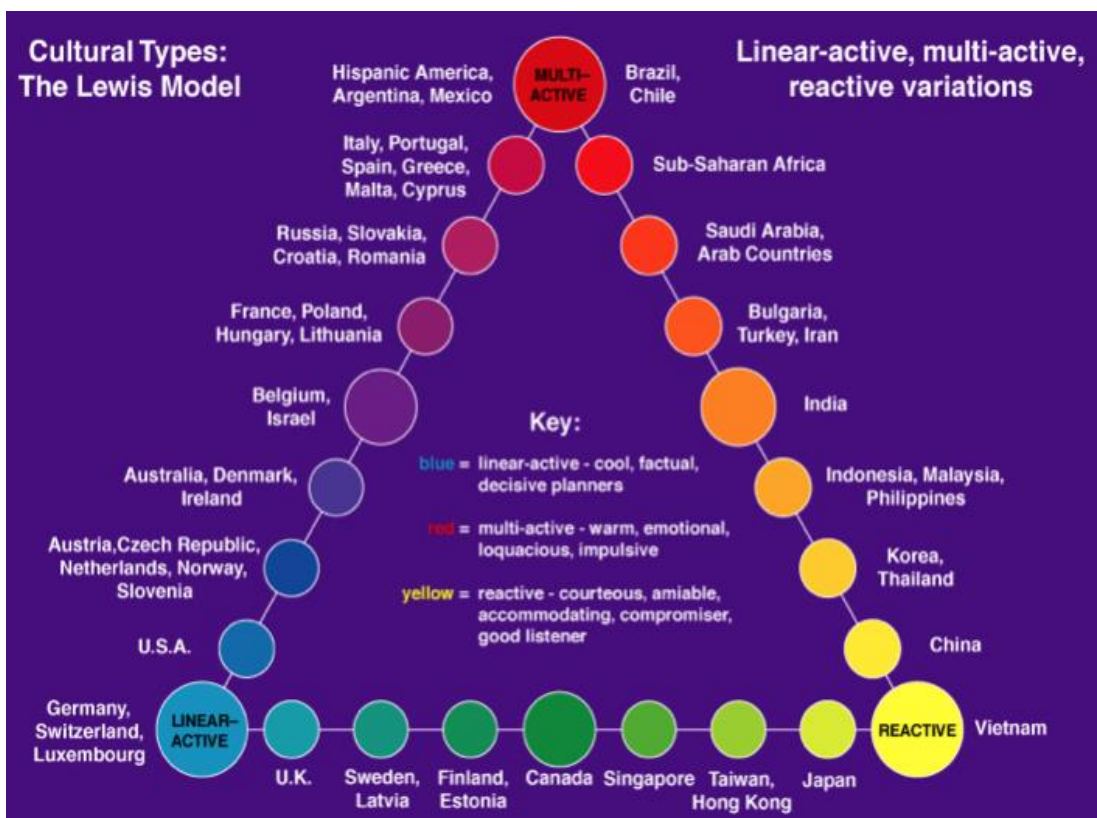 Cultural Types:
The Lewis Model
Linear-active, multi-active,
reactive variations
MULTI-
ACTIVE
Hispanic America,
Argentina, Mexico
Brazil,
Chile
Italy, Portugal,
Spain, Greece,
Malta, Cyprus
Sub-Saharan Africa
Russia, Slovakia,
Croatia, Romania
Saudi Arabia,
Arab Countries
France, Poland,
Hungary, Lithuania
Bulgaria,
Turkey, Iran
Belgium,
Israel
India
Key:
blue = linear-active - cool, factual,
decisive planners
red = multi-active - warm, emotional,
loquacious, impulsive
yellow = reactive - courteous, amiable,
accommodating, compromiser,
good listener
Australia, Denmark,
Ireland
Indonesia, Malaysia,
Philippines
Austria,Czech Republic,
Netherlands, Norway,
Slovenia
Korea,
Thailand
U.S.A.
China
Germany,
Switzerland,
Luxembourg
LINEAR-
ACTIVE
REACTIVE
Vietnam
U.K.
Sweden,
Latvia
Finland,
Estonia
Canada
Singapore
Taiwan,
Hong Kong
Japan